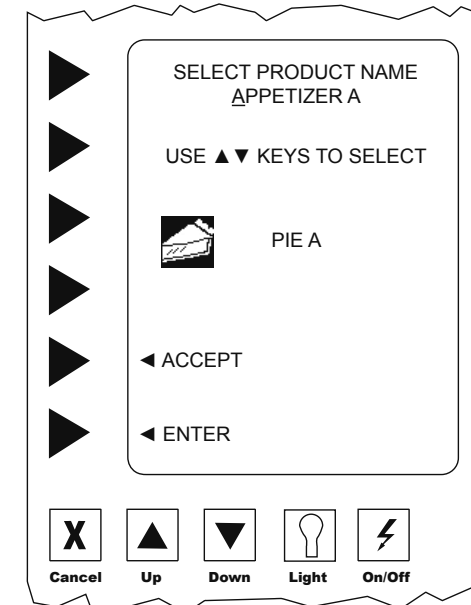 SELECT PRODUCT NAME
APPETIZER A
USE ▲▼ KEYS TO SELECT
PIE A
◄ ACCEPT
◄ ENTER
X
Cancel Up Down Light On/Off